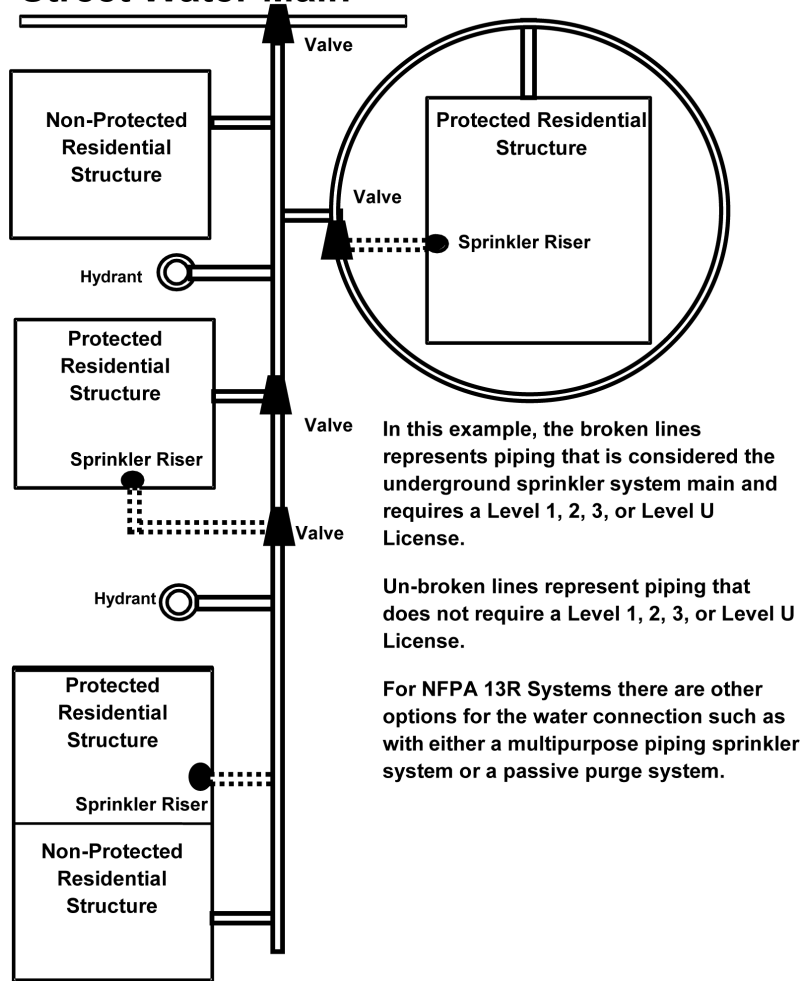 Street Water Main
Valve
Non-Protected
Residential
Structure
Protected Residential
Structure
Valve
Sprinkler Riser
Hydrant
Protected
Residential
Structure
Sprinkler Riser
Valve
Valve
In this example, the broken lines
represents piping that is considered the
underground sprinkler system main and
requires a Level 1, 2, 3, or Level U
License.
Hydrant
Un-broken lines represent piping that
does not require a Level 1, 2, 3, or Level U
License.
Protected
Residential
Structure
Sprinkler Riser
For NFPA 13R Systems there are other
options for the water connection such as
with either a multipurpose piping sprinkler
system or a passive purge system.
Non-Protected
Residential
Structure